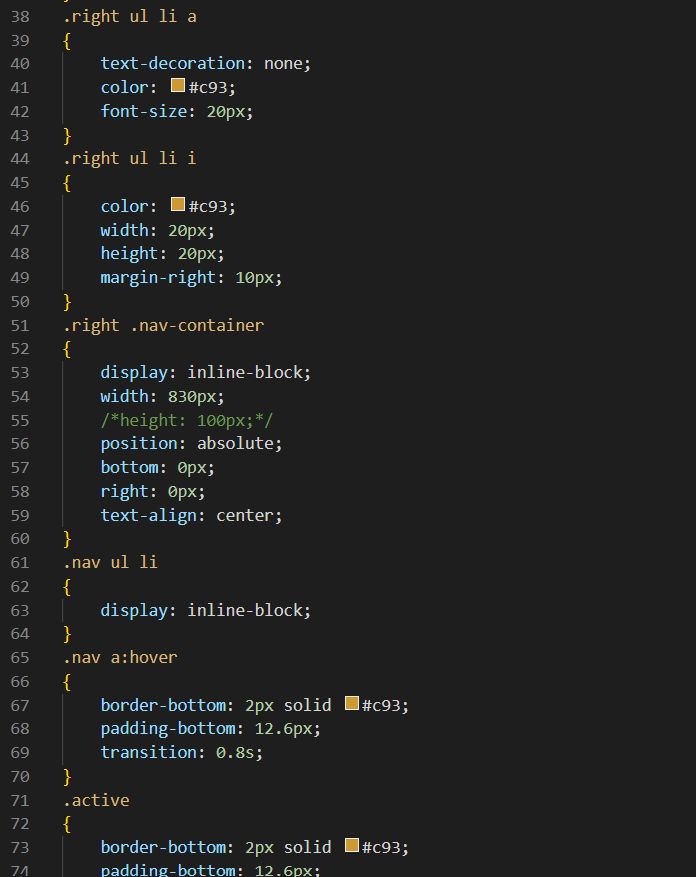 38 .right ul li a
39 {
40 text-decoration: none;
41 color: #c93;
42 font-size: 20px;
43 }
44 .right ul li i
45 {
46 color: #c93;
47 width: 20px;
48 height: 20px;
49 margin-right: 10px;
50 }
51 .right .nav-container
52 {
53 display: inline-block;
54 width: 830px;
55 /*height: 100px;*/
56 position: absolute;
57 bottom: 0px;
58 right: 0px;
59 text-align: center;
60 }
61 .nav ul li
62 {
63 display: inline-block;
64 }
65 .nav a:hover
66 {
67 border-bottom: 2px solid #c93;
68 padding-bottom: 12.6px;
69 transition: 0.8s;
70 }
71 .active
72 {
73 border-bottom: 2px solid #c93;
74 padding-bottom: 12.6px;